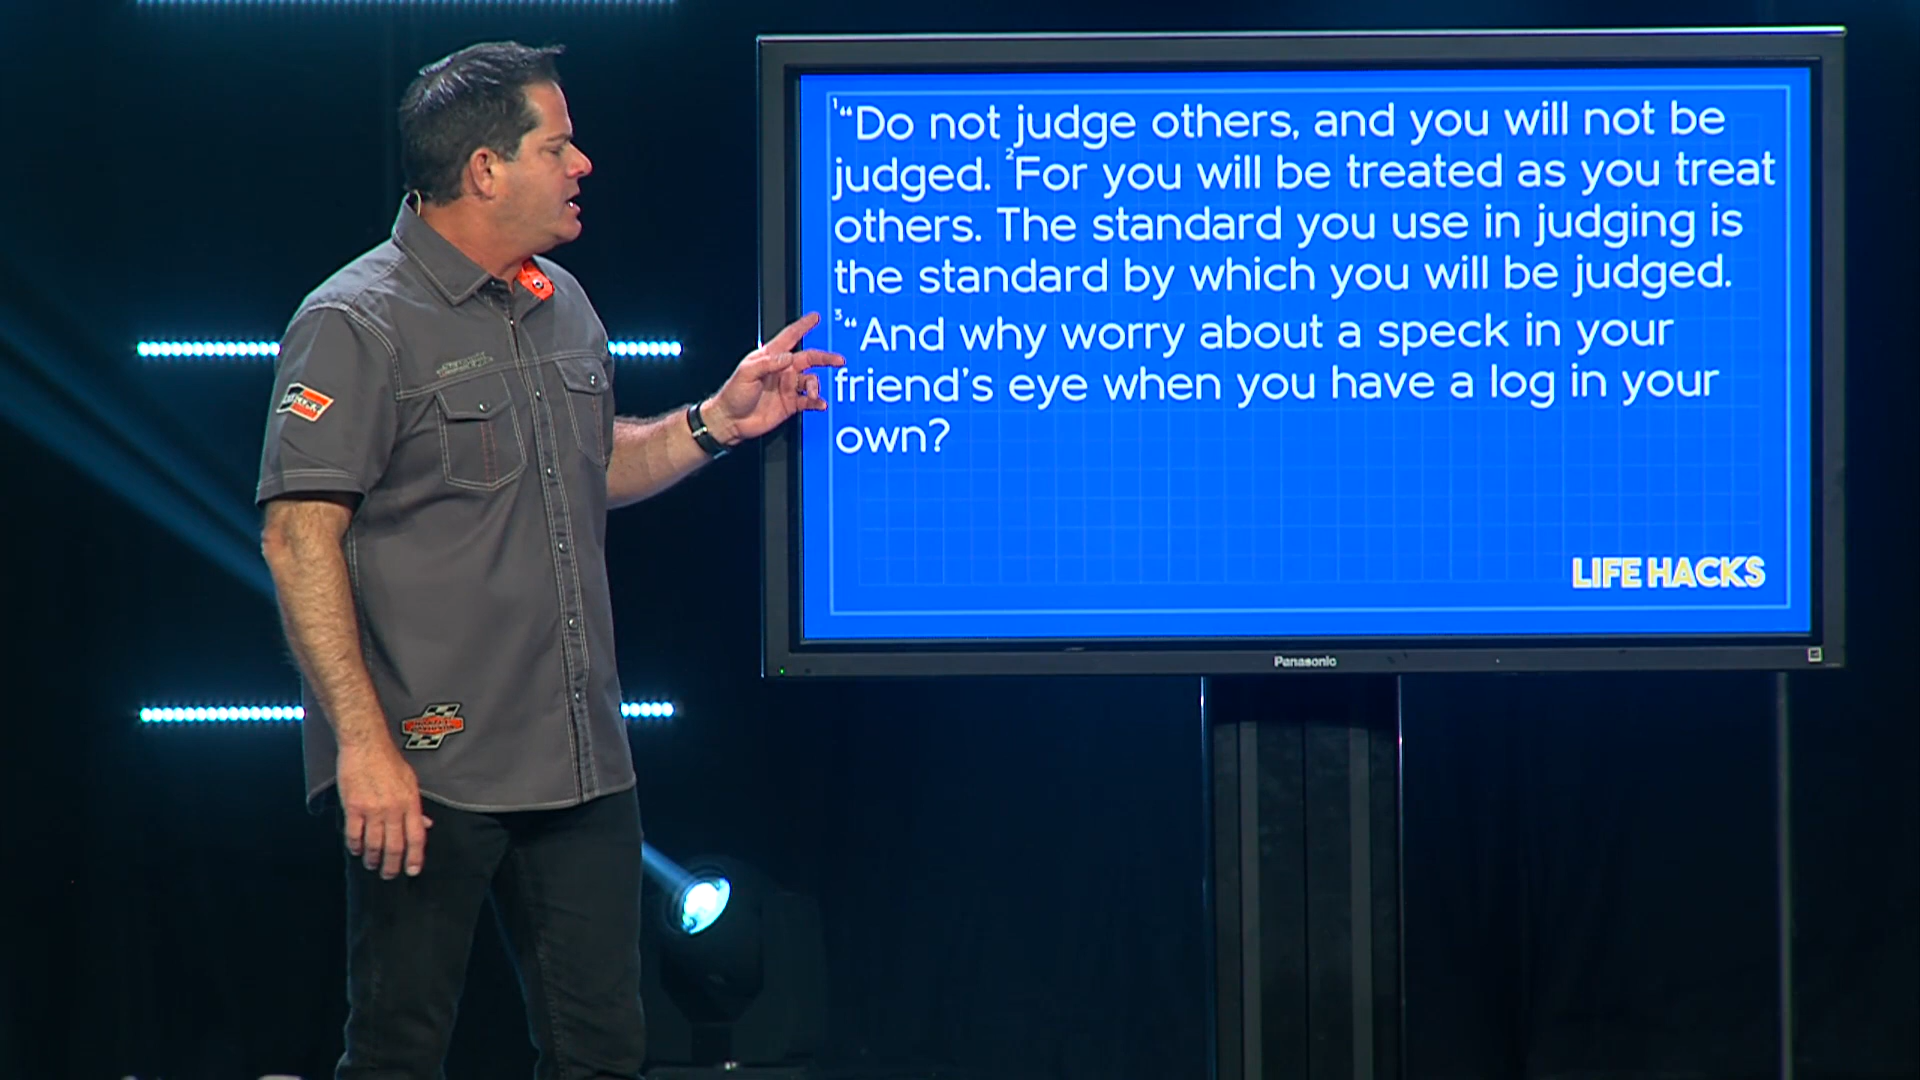 ¹“Do not judge others, and you will not be
judged. ²For you will be treated as you treat
others. The standard you use in judging is
the standard by which you will be judged.
³“And why worry about a speck in your
friend’s eye when you have a log in your
own?
LIFE HACKS
Panasonic